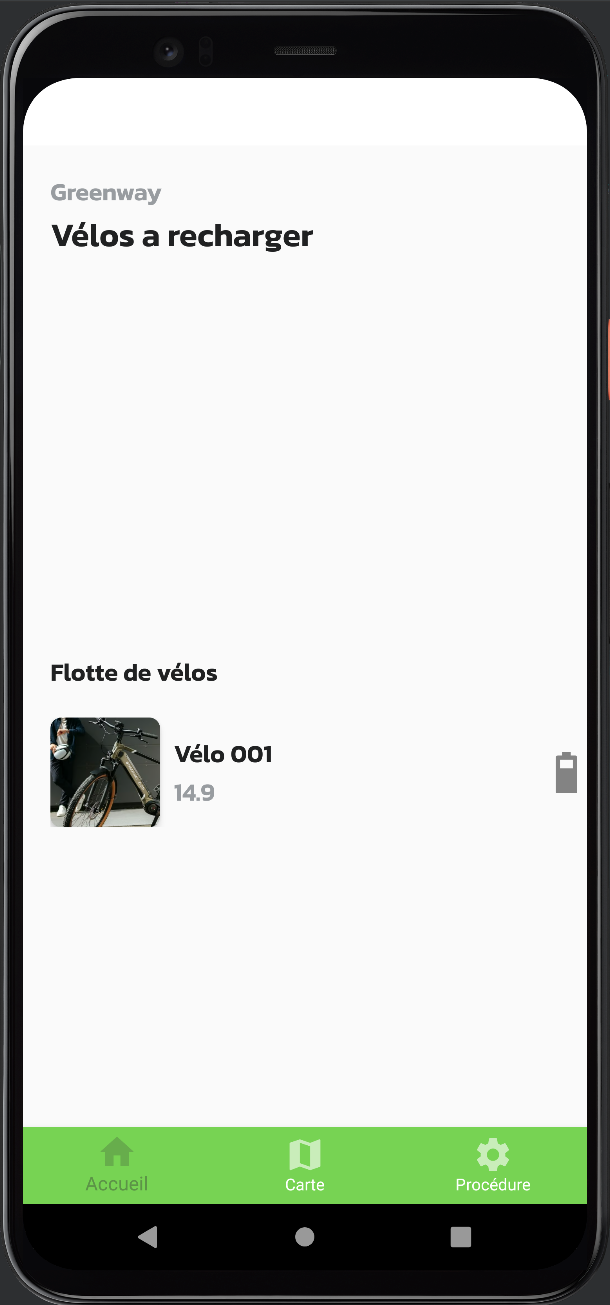 Greenway
Vélos a recharger
Flotte de vélos
Vélo 001
14.9
Accueil
Carte
Procédure